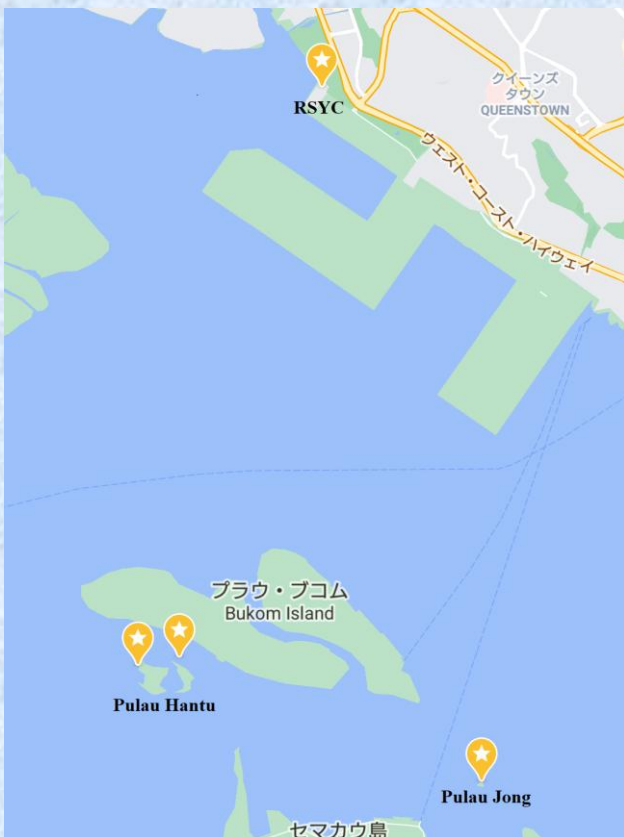 RSYC
クイーンズ
タウン
QUEENSTOWN
ウェスト・コースト・ハイウェイ
プラウ・ブコム
Bukom Island
Pulau Hantu
Pulau Jong
セマカウ島